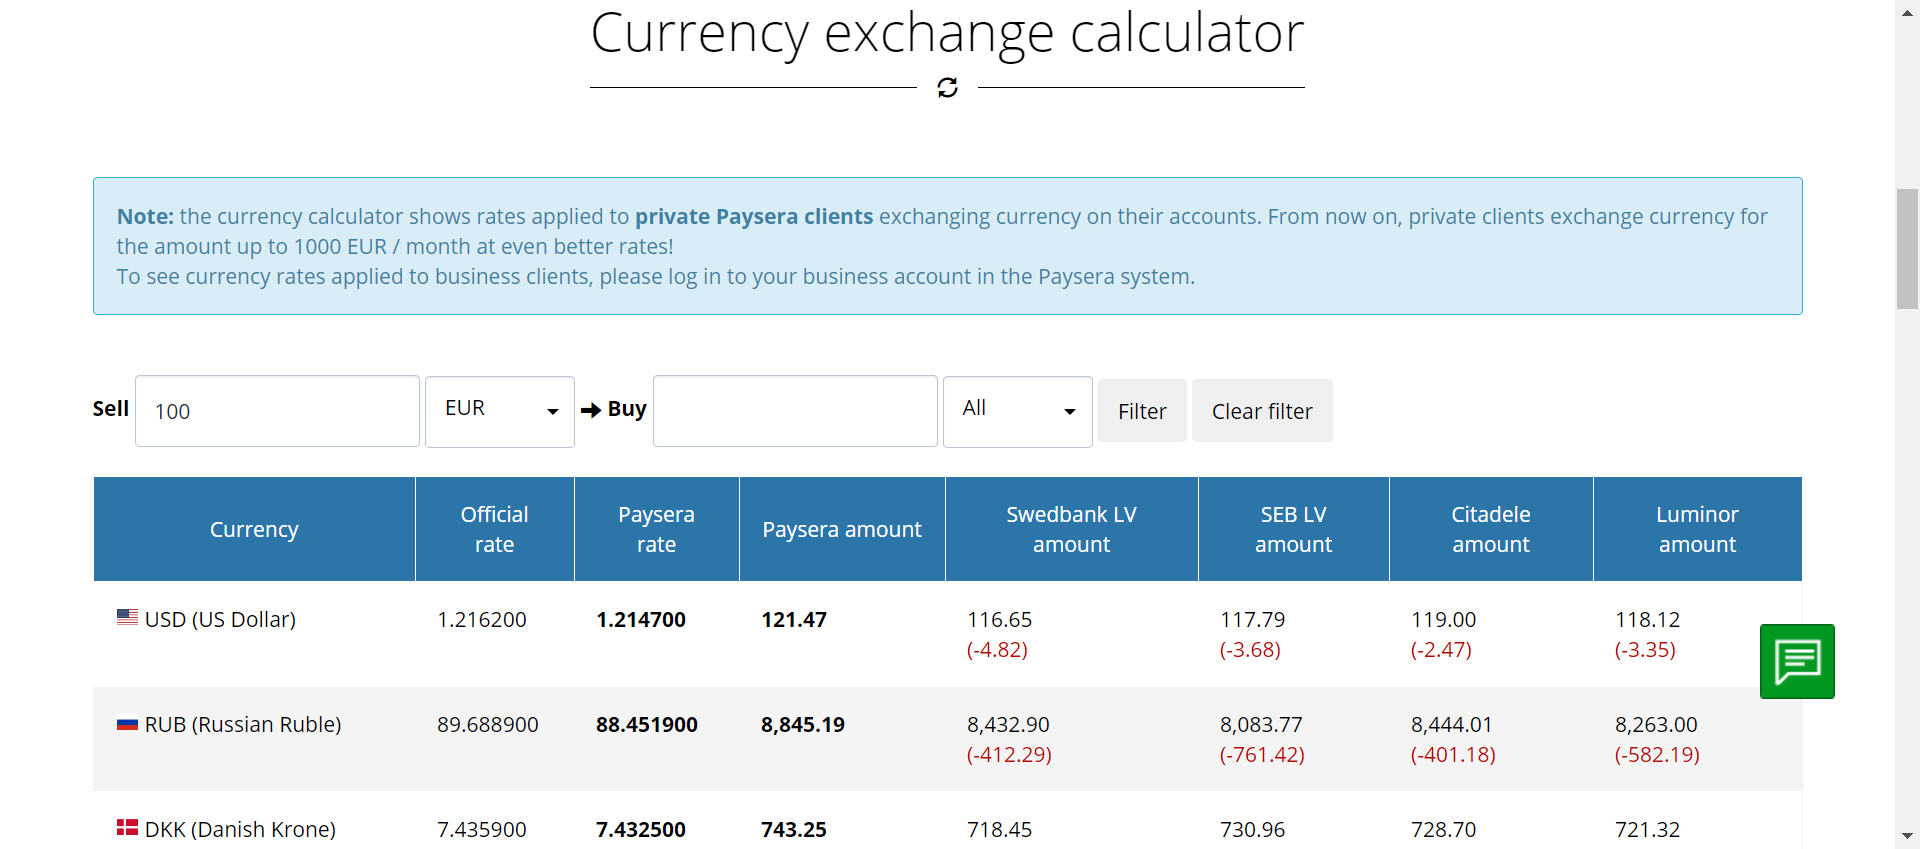 Currency exchange calculator
Note: the currency calculator shows rates applied to private Paysera clients exchanging currency on their accounts. From now on, private clients exchange currency for
the amount up to 1000 EUR / month at even better rates!
To see currency rates applied to business clients, please log in to your business account in the Paysera system.
Sell 100 EUR Buy All Filter Clear filter
Currency Official rate Paysera rate Paysera amount Swedbank LV amount SEB LV amount Citadele amount Luminor amount
USD (US Dollar) 1.216200 1.214700 121.47 116.65 117.79 119.00 118.12
(-4.82) (-3.68) (-2.47) (-3.35)
RUB (Russian Ruble) 89.688900 88.451900 8,845.19 8,432.90 8,083.77 8,444.01 8,263.00
(-412.29) (-761.42) (-401.18) (-582.19)
DKK (Danish Krone) 7.435900 7.432500 743.25 718.45 730.96 728.70 721.32